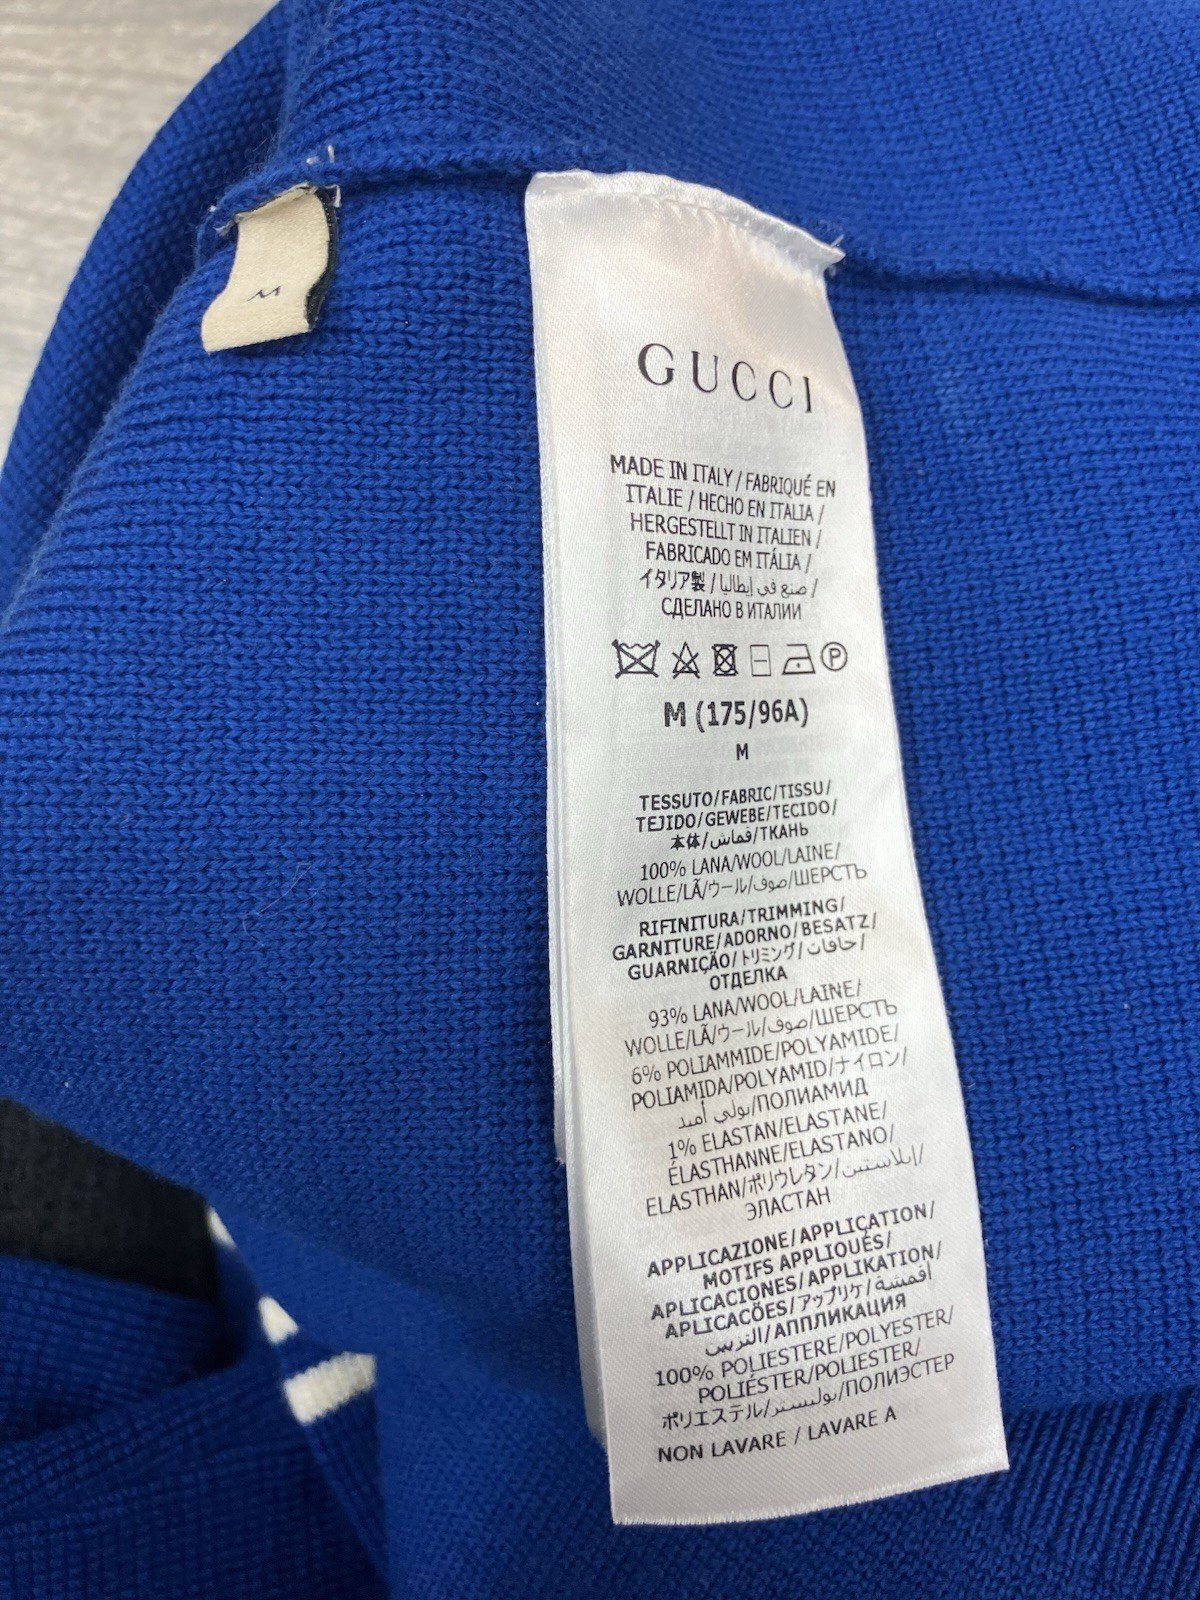 M
GUCCI
MADE IN ITALY / FABRIQUÉ EN
ITALIE / HECHO EN ITALIA /
HERGESTELLT IN ITALIEN /
FABRICADO EM ITÁLIA /
イタリア製 / صنع في إيطاليا /
СДЕЛАНО В ИТАЛИИ
P
M (175/96A)
M
TESSUTO/FABRIC/TISSU/
TEJIDO/GEWEBE/TECIDO/
本体/قماش/ТКАНЬ
100% LANA/WOOL/LAINE/
WOLLE/LÃ/ウール/صوف/ШЕРСТЬ
RIFINITURA/TRIMMING/
GARNITURE/ADORNO/BESATZ/
GUARNIÇÃO/トリミング/حافات/
ОТДЕЛКА
93% LANA/WOOL/LAINE/
WOLLE/LÃ/ウール/صوف/ШЕРСТЬ
6% POLIAMMIDE/POLYAMIDE/
POLIAMIDA/POLYAMID/ナイロン/
بولي أميد/ПОЛИАМИД
1% ELASTAN/ELASTANE/
ÉLASTHANNE/ELASTANO/
ELASTHAN/ポリウレタン/إيلاستين/
ЭЛАСТАН
APPLICAZIONE/APPLICATION/
MOTIFS APPLIQUÉS/
APLICACIONES/APPLIKATION/
APLICACÕES/アップリケ/أقمشة
الترس/АППЛИКАЦИЯ
100% POLIESTERE/POLYESTER/
POLIÉSTER/POLIESTER/
ポリエステル/بوليستر/ПОЛИЭСТЕР
NON LAVARE / LAVARE A